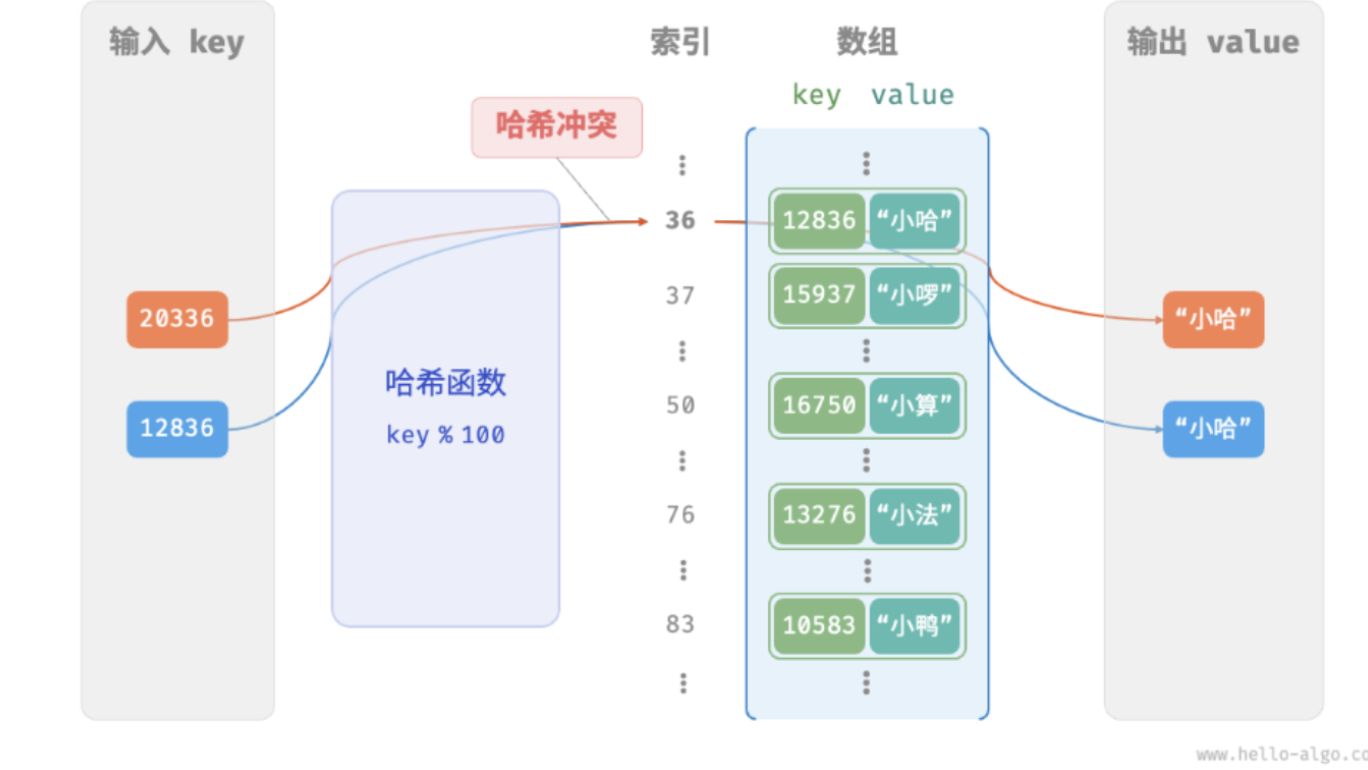 输入 key
索引
数组
输出 value
key value
哈希冲突
36
12836 “小哈”
37
15937 “小啰”
20336
“小哈”
哈希函数
key % 100
50
16750 “小算”
12836
“小哈”
76
13276 “小法”
83
10583 “小鸭”
www.hello-algo.co